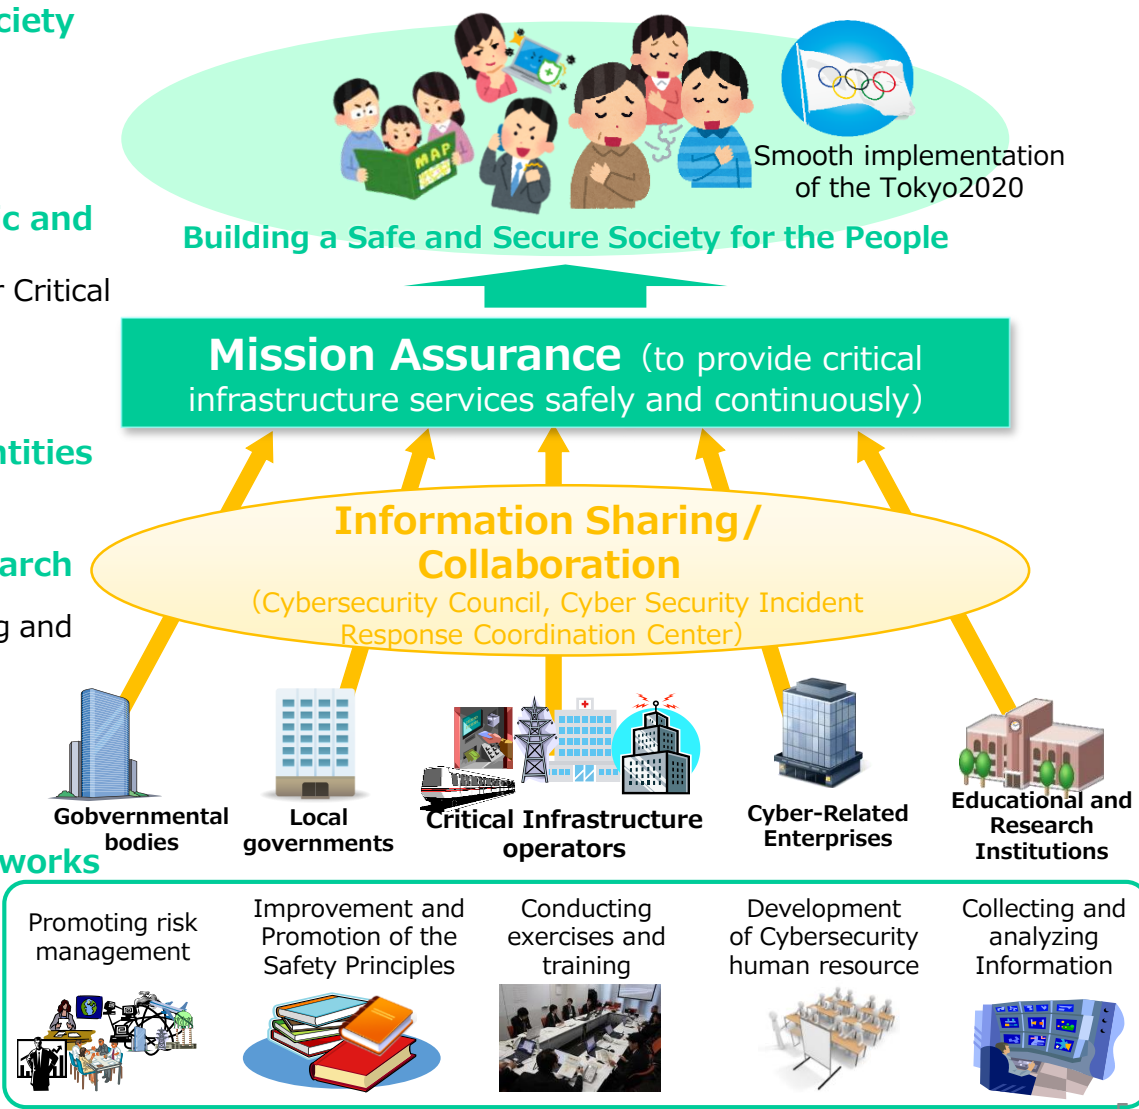 ciety
MAP
Smooth implementation
of the Tokyo2020
c and
Building a Safe and Secure Society for the People
r Critical
Mission Assurance（to provide critical
infrastructure services safely and continuously）
ntities
Information Sharing/
Collaboration
arch
（Cybersecurity Council, Cyber Security Incident
g and
Response Coordination Center）
Gobvernmental
bodies
Local
governments
Critical Infrastructure
operators
Cyber-Related
Enterprises
Educational and
Research
Institutions
works
Promoting risk
management
Improvement and
Promotion of the
Safety Principles
Conducting
exercises and
training
Development
of Cybersecurity
human resource
Collecting and
analyzing
Information